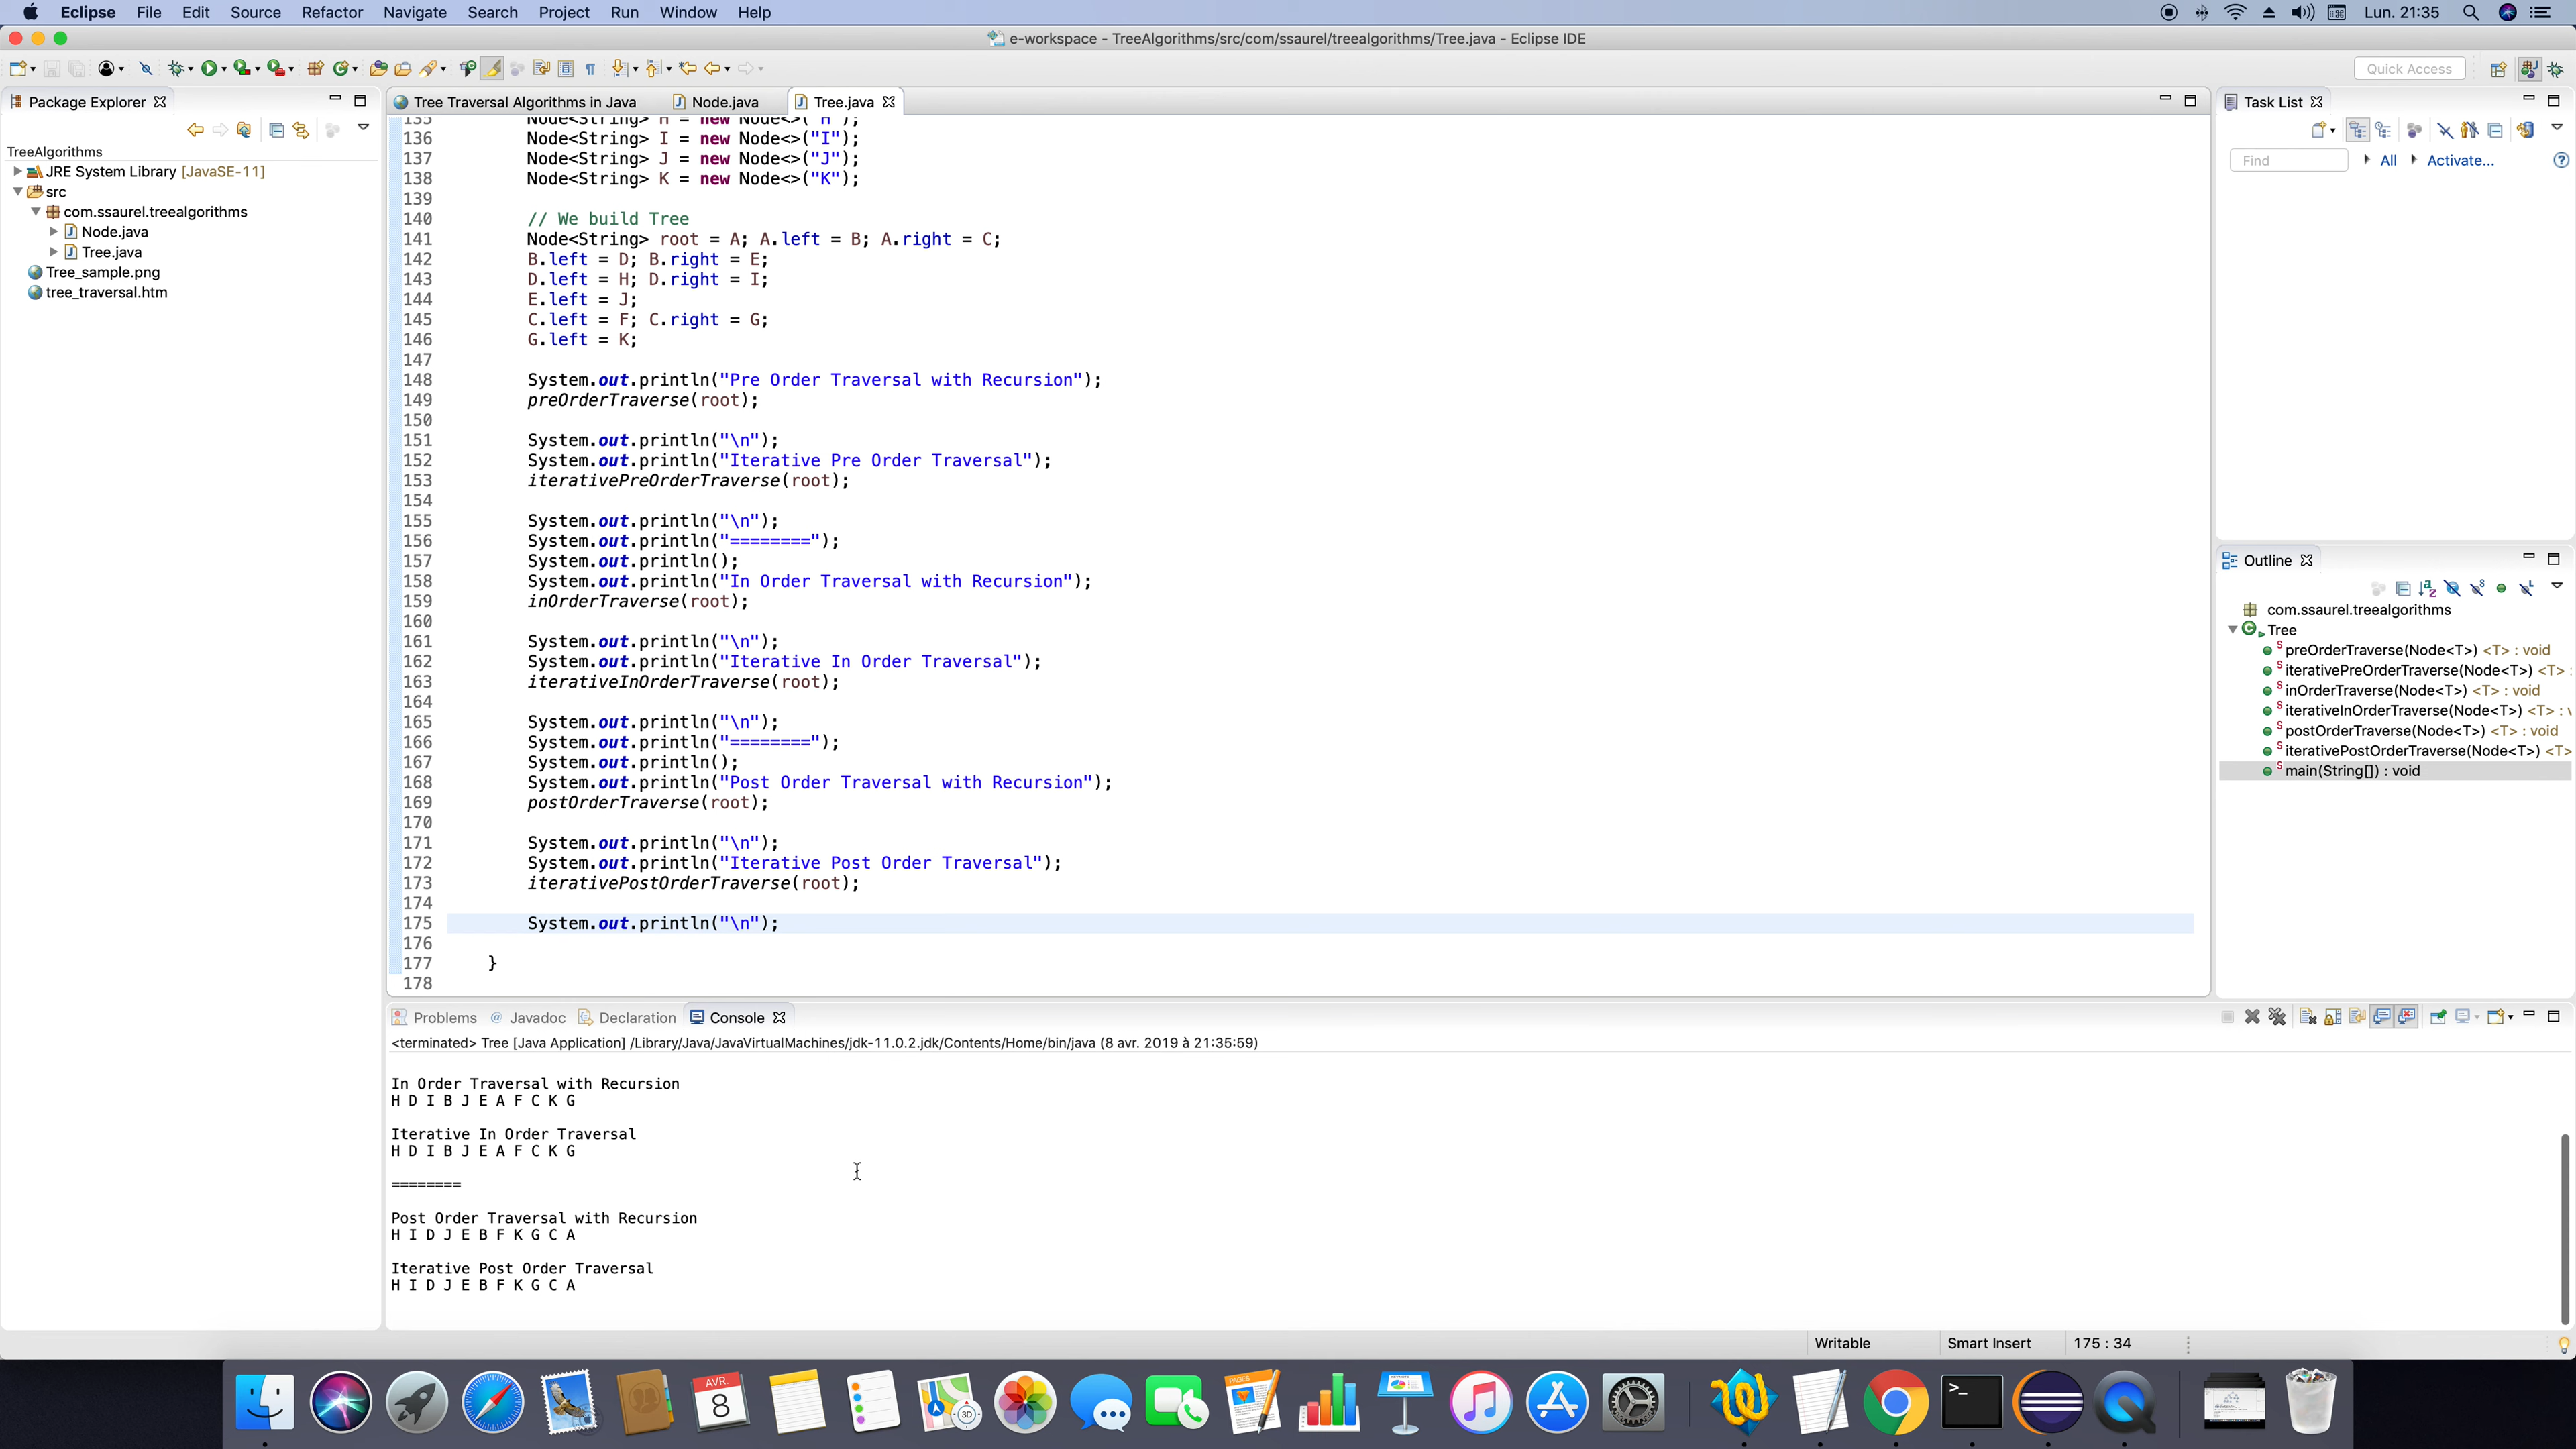 Eclipse File Edit Source Refactor Navigate Search Project Run Window Help Lun. 21:35
e-workspace - TreeAlgorithms/src/com/ssaurel/treealgorithms/Tree.java - Eclipse IDE
Quick Access
Package Explorer
TreeAlgorithms
JRE System Library [JavaSE-11]
src
com.ssaurel.treealgorithms
Node.java
Tree.java
Tree_sample.png
tree_traversal.htm
Tree Traversal Algorithms in Java Node.java Tree.java
135 Node<String> H = new Node<>("H");
136 Node<String> I = new Node<>("I");
137 Node<String> J = new Node<>("J");
138 Node<String> K = new Node<>("K");
139
140 // We build Tree
141 Node<String> root = A; A.left = B; A.right = C;
142 B.left = D; B.right = E;
143 D.left = H; D.right = I;
144 E.left = J;
145 C.left = F; C.right = G;
146 G.left = K;
147
148 System.out.println("Pre Order Traversal with Recursion");
149 preOrderTraverse(root);
150
151 System.out.println("\n");
152 System.out.println("Iterative Pre Order Traversal");
153 iterativePreOrderTraverse(root);
154
155 System.out.println("\n");
156 System.out.println("========");
157 System.out.println();
158 System.out.println("In Order Traversal with Recursion");
159 inOrderTraverse(root);
160
161 System.out.println("\n");
162 System.out.println("Iterative In Order Traversal");
163 iterativeInOrderTraverse(root);
164
165 System.out.println("\n");
166 System.out.println("========");
167 System.out.println();
168 System.out.println("Post Order Traversal with Recursion");
169 postOrderTraverse(root);
170
171 System.out.println("\n");
172 System.out.println("Iterative Post Order Traversal");
173 iterativePostOrderTraverse(root);
174
175 System.out.println("\n");
176
177 }
178
Task List
Find All Activate...
Outline
com.ssaurel.treealgorithms
Tree
preOrderTraverse(Node<T>) <T> : void
iterativePreOrderTraverse(Node<T>) <T> :
inOrderTraverse(Node<T>) <T> : void
iterativeInOrderTraverse(Node<T>) <T> : v
postOrderTraverse(Node<T>) <T> : void
iterativePostOrderTraverse(Node<T>) <T>
main(String[]) : void
Problems @ Javadoc Declaration Console
<terminated> Tree [Java Application] /Library/Java/JavaVirtualMachines/jdk-11.0.2.jdk/Contents/Home/bin/java (8 avr. 2019 à 21:35:59)
In Order Traversal with Recursion
H D I B J E A F C K G
Iterative In Order Traversal
H D I B J E A F C K G
========
Post Order Traversal with Recursion
H I D J E B F K G C A
Iterative Post Order Traversal
H I D J E B F K G C A
Writable Smart Insert 175 : 34
AVR.
8
3D
PAGES
>_